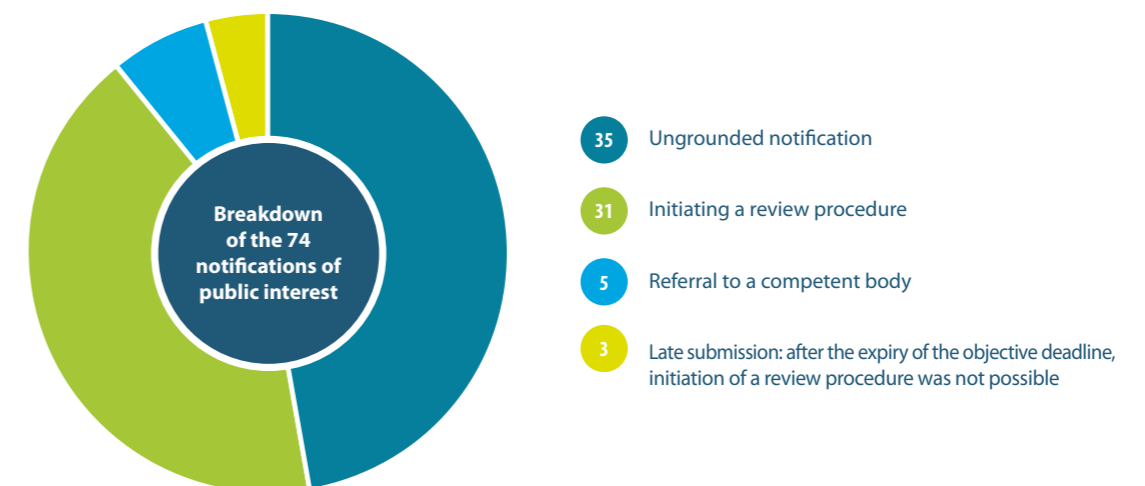 Breakdown
of the 74
notifications of
public interest
35 Ungrounded notification
31 Initiating a review procedure
5 Referral to a competent body
3 Late submission: after the expiry of the objective deadline,
initiation of a review procedure was not possible